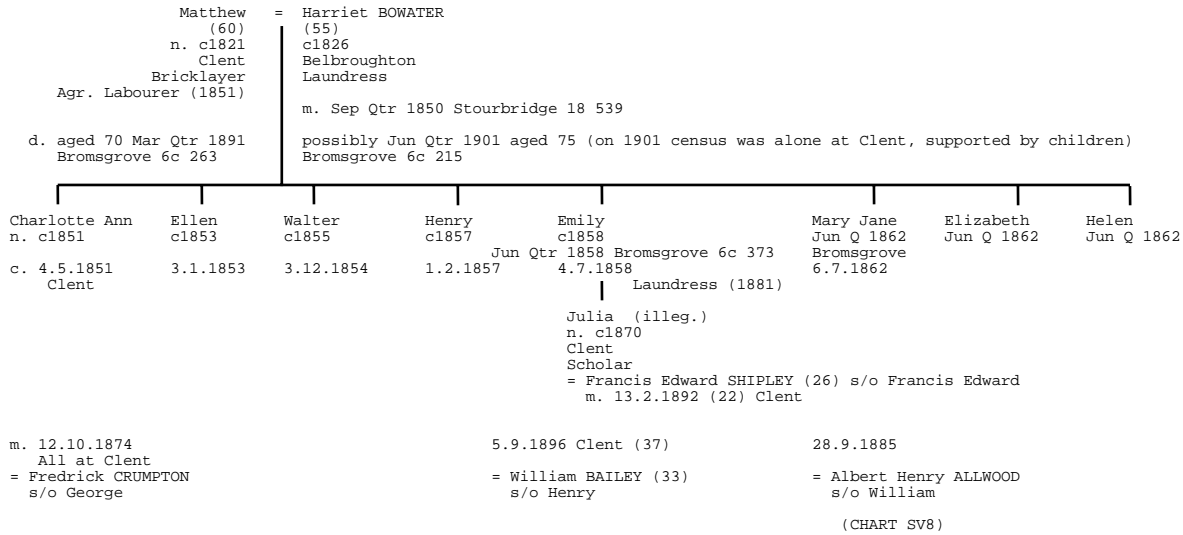 Matthew = Harriet BOWATER
(60) (55)
n. c1821 c1826
Clent Belbroughton
Bricklayer Laundress
Agr. Labourer (1851)
m. Sep Qtr 1850 Stourbridge 18 539
d. aged 70 Mar Qtr 1891 possibly Jun Qtr 1901 aged 75 (on 1901 census was alone at Clent, supported by children)
Bromsgrove 6c 263 Bromsgrove 6c 215
Charlotte Ann Ellen Walter Henry Emily Mary Jane Elizabeth Helen
n. c1851 c1853 c1855 c1857 c1858 Jun Q 1862 Jun Q 1862 Jun Q 1862
Jun Qtr 1858 Bromsgrove 6c 373 Bromsgrove
c. 4.5.1851 3.1.1853 3.12.1854 1.2.1857 4.7.1858 6.7.1862
Clent Laundress (1881)
Julia (illeg.)
n. c1870
Clent
Scholar
= Francis Edward SHIPLEY (26) s/o Francis Edward
m. 13.2.1892 (22) Clent
m. 12.10.1874 5.9.1896 Clent (37) 28.9.1885
All at Clent
= Fredrick CRUMPTON = William BAILEY (33) = Albert Henry ALLWOOD
s/o George s/o Henry s/o William
(CHART SV8)